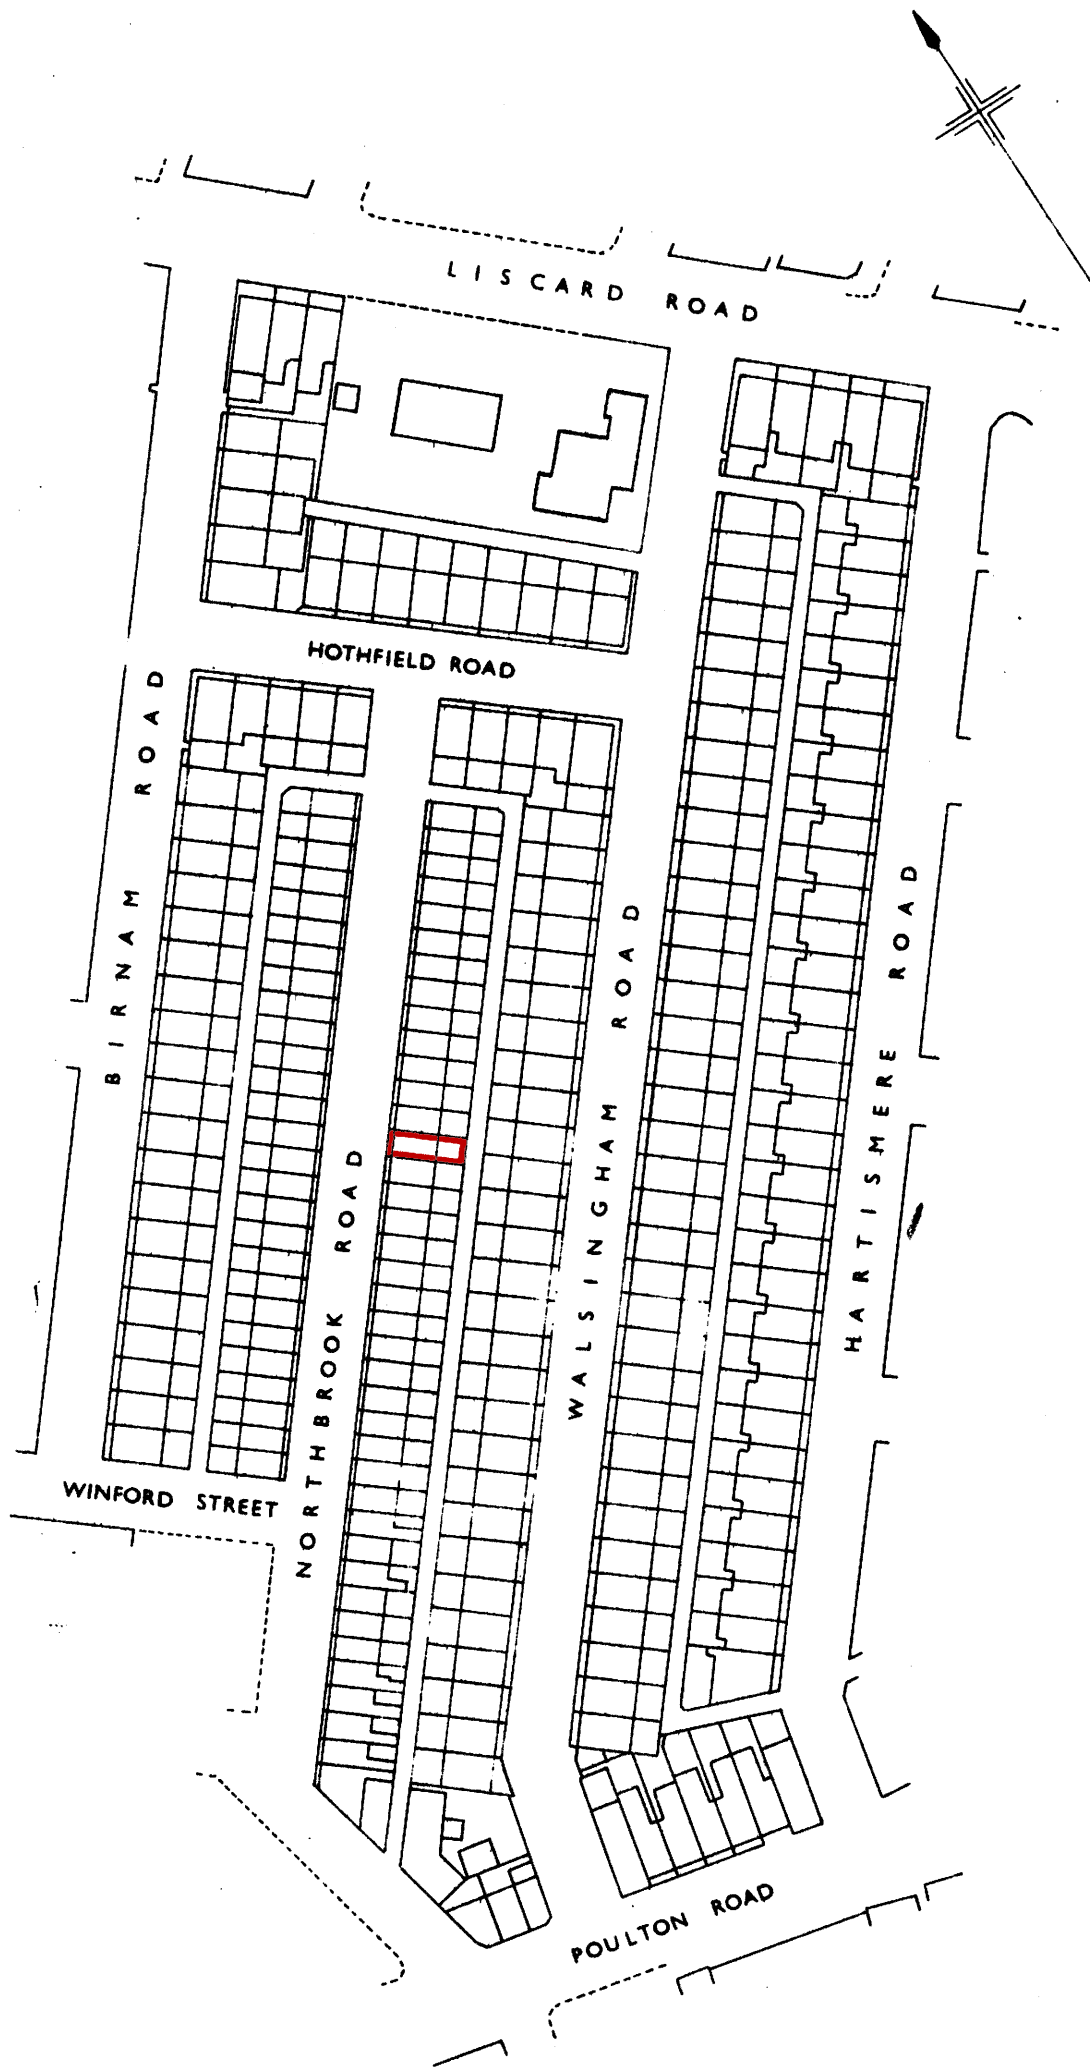 LISCARD ROAD
HOTHFIELD ROAD
BIRNAM ROAD
NORTHBROOK ROAD
WALSINGHAM ROAD
HARTISMERE ROAD
WINFORD STREET
POULTON ROAD